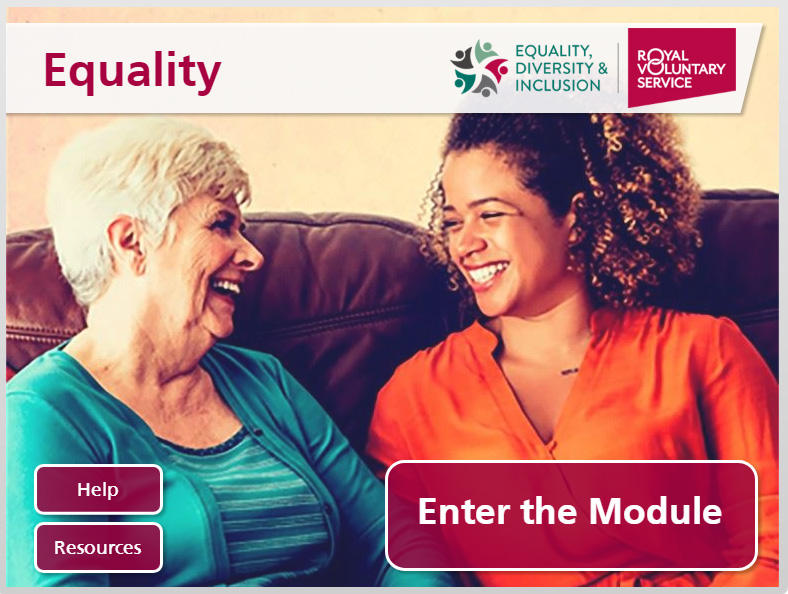 Equality
EQUALITY,
DIVERSITY &
INCLUSION
ROYAL
VOLUNTARY
SERVICE
Help
Resources
Enter the Module